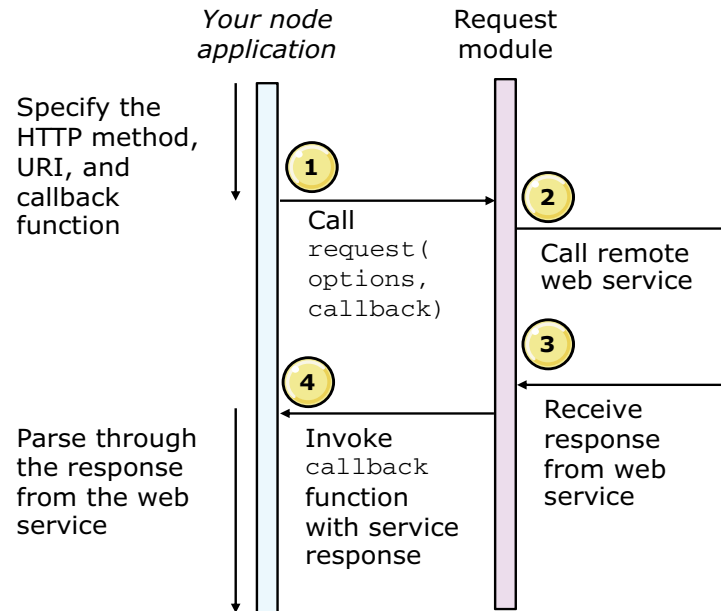 Your node
application
Request
module
Specify the
HTTP method,
URI, and
callback
function
1
Call
request(
options,
callback)
2
Call remote
web service
3
Receive
response
from web
service
4
Invoke
callback
function
with service
response
Parse through
the response
from the web
service